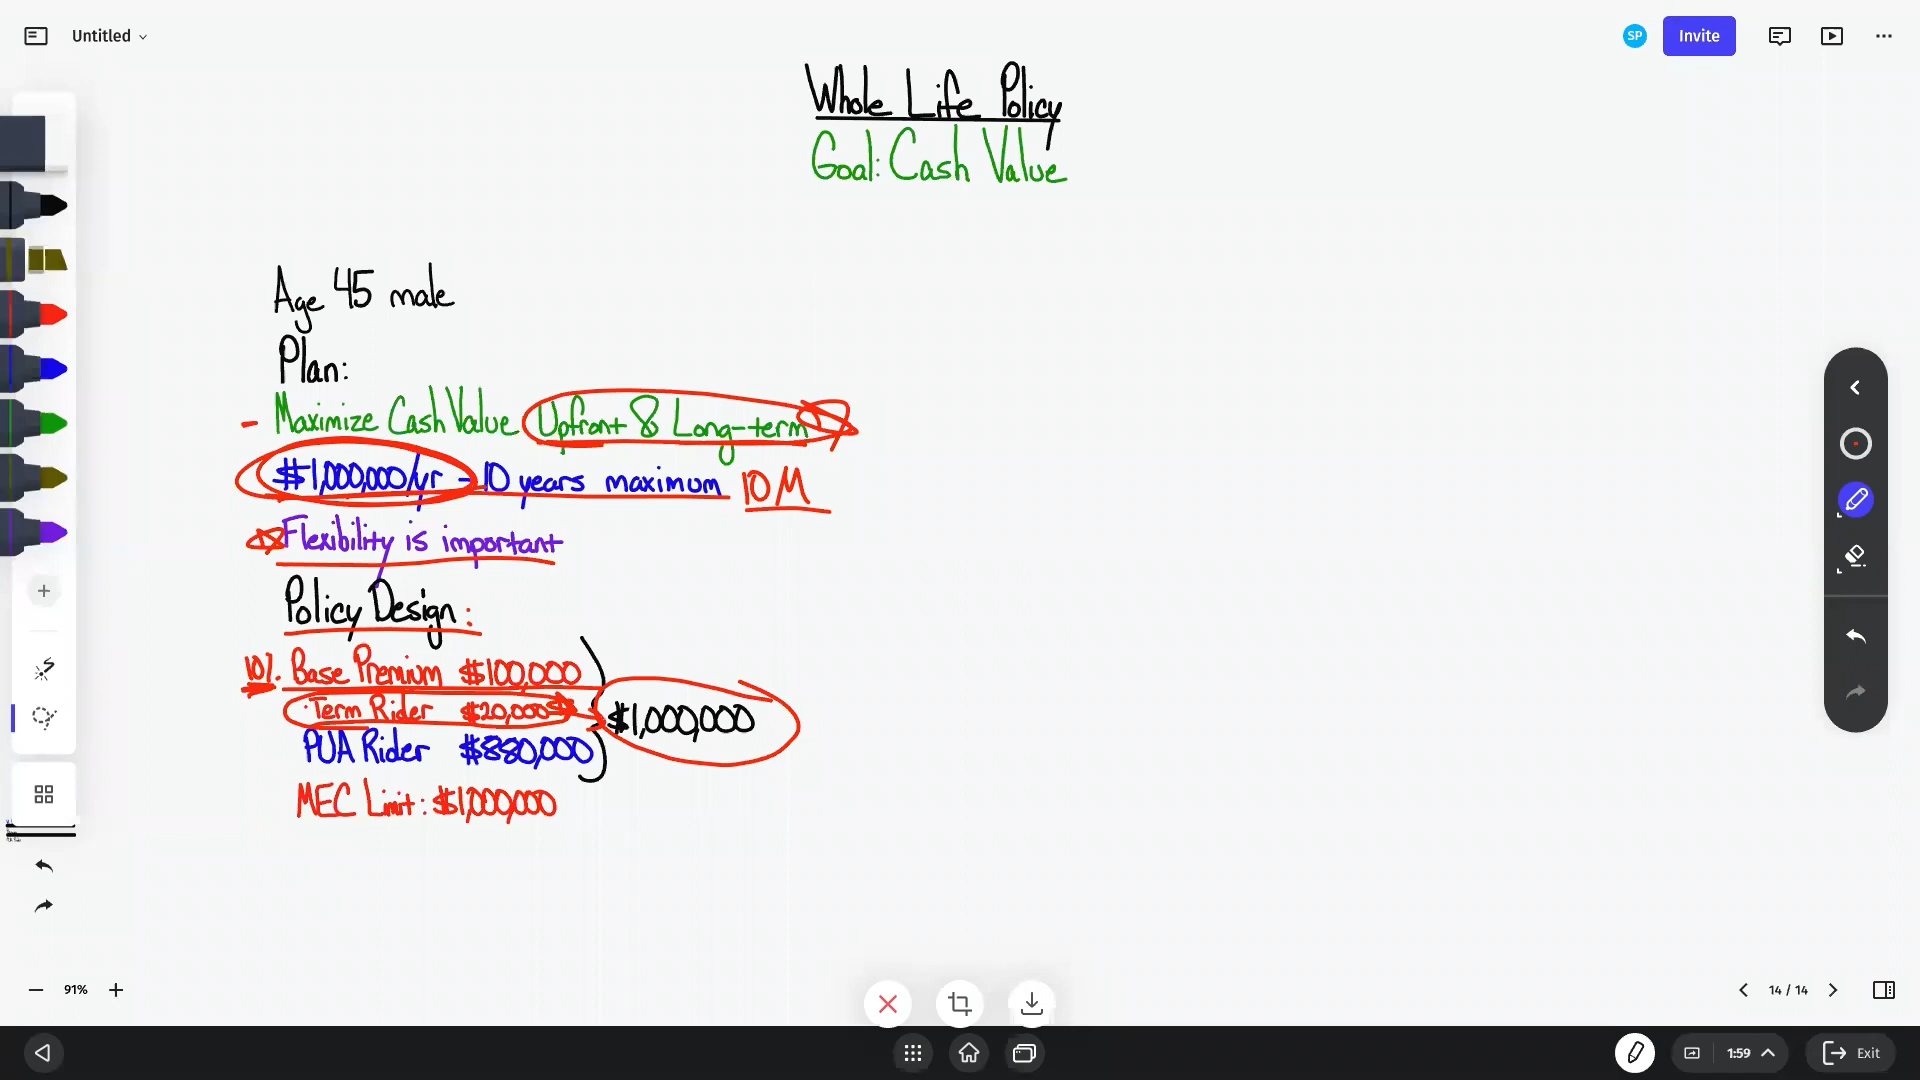 Untitled
SP
Invite
Whole Life Policy
Goal: Cash Value
Age 45 male
Plan:
- Maximize Cash Value Upfront & Long-term
$1,000,000/yr - 10 years maximum 10 M
Flexibility is important
Policy Design:
10%. Base Premium $100,000
Term Rider $20,000
$1,000,000
PUA Rider $880,000
MEC Limit: $1,000,000
91%
14 / 14
1:59
Exit